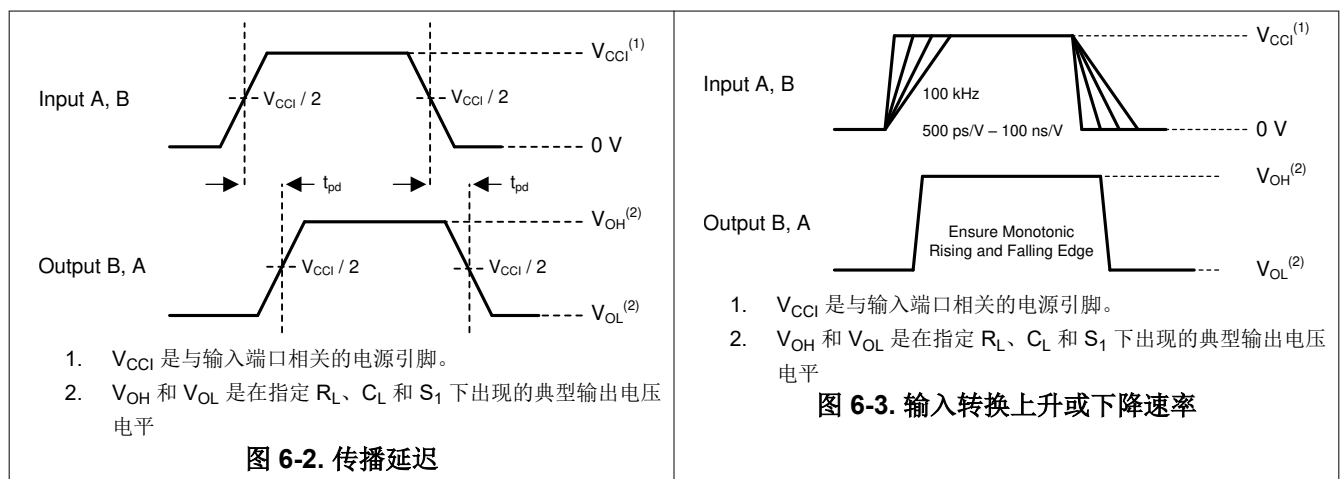 V_CCI^(1)
Input A, B
V_CCI / 2
V_CCI / 2
0 V
t_pd
t_pd
V_OH^(2)
Output B, A
V_CCI / 2
V_CCI / 2
V_OL^(2)
1. V_CCI 是与输入端口相关的电源引脚。
2. V_OH 和 V_OL 是在指定 R_L、C_L 和 S_1 下出现的典型输出电压
电平
图 6-2. 传播延迟
V_CCI^(1)
Input A, B
100 kHz
500 ps/V – 100 ns/V
0 V
V_OH^(2)
Output B, A
Ensure Monotonic
Rising and Falling Edge
V_OL^(2)
1. V_CCI 是与输入端口相关的电源引脚。
2. V_OH 和 V_OL 是在指定 R_L、C_L 和 S_1 下出现的典型输出电压
电平
图 6-3. 输入转换上升或下降速率